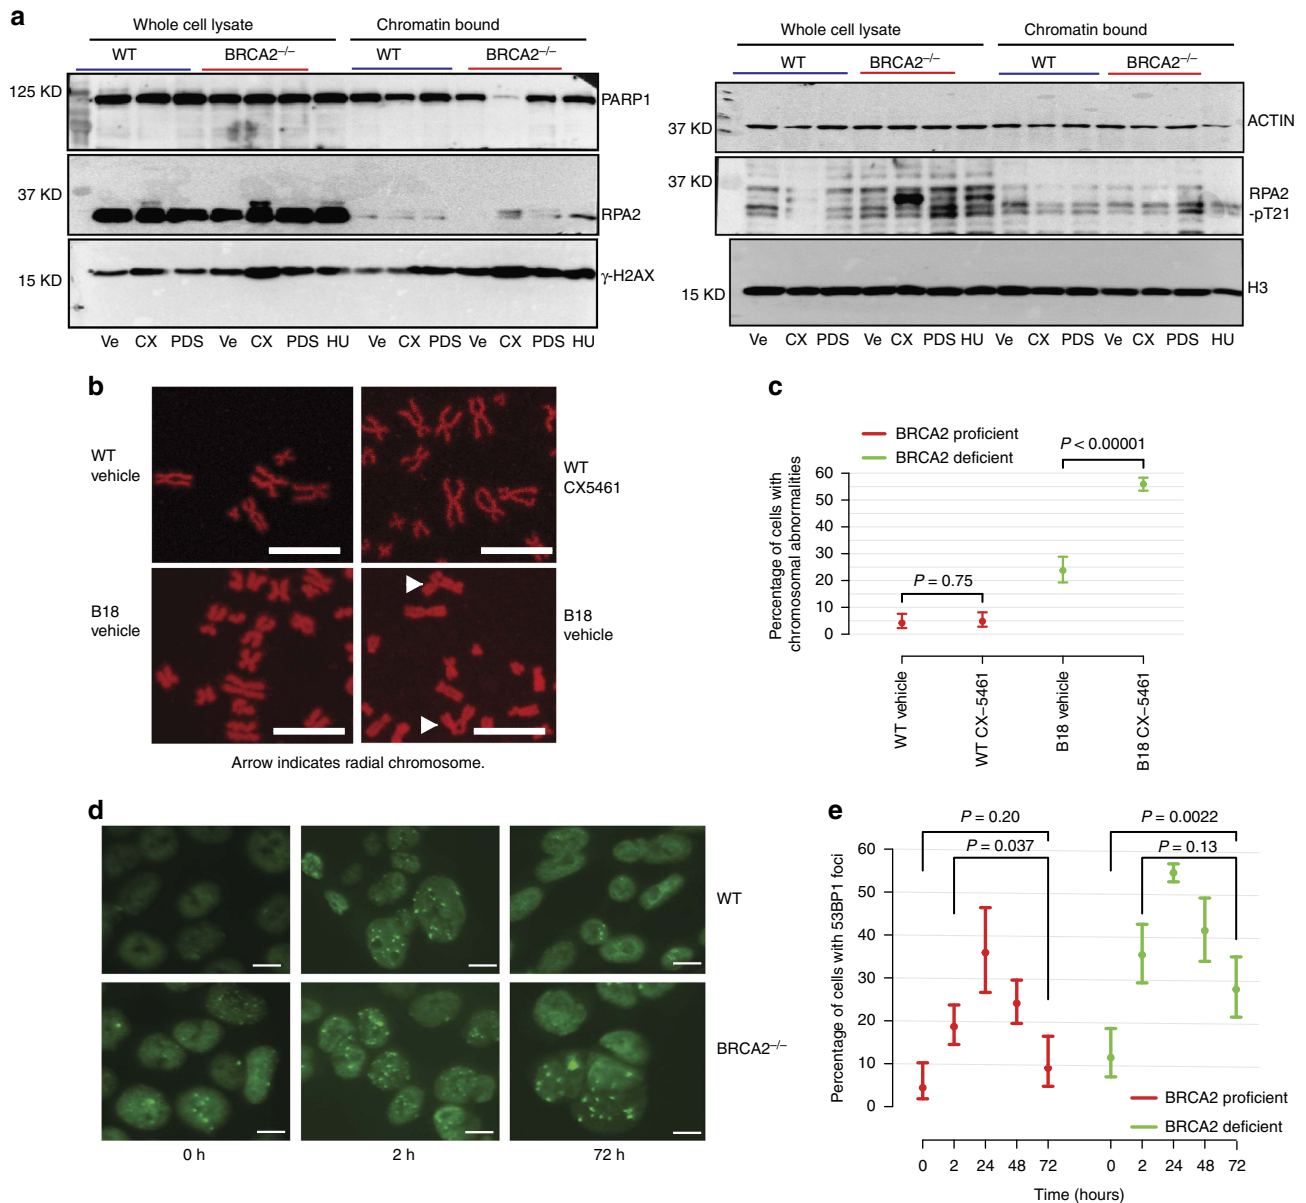 a
Whole cell lysate
Chromatin bound
WT
BRCA2–/–
WT
BRCA2–/–
125 KD
PARP1
37 KD
RPA2
15 KD
γ-H2AX
Ve CX PDS Ve CX PDS HU Ve CX PDS Ve CX PDS HU
Whole cell lysate
Chromatin bound
WT
BRCA2–/–
WT
BRCA2–/–
37 KD
ACTIN
37 KD
RPA2
-pT21
15 KD
H3
Ve CX PDS Ve CX PDS HU Ve CX PDS Ve CX PDS HU
b
WT
vehicle
WT
CX5461
B18
vehicle
B18
vehicle
Arrow indicates radial chromosome.
c
BRCA2 proficient
BRCA2 deficient
P < 0.00001
P = 0.75
Percentage of cells with
chromosomal abnormalities
60
50
40
30
20
10
0
WT vehicle
WT CX–5461
B18 vehicle
B18 CX–5461
d
WT
BRCA2–/–
0 h
2 h
72 h
e
P = 0.20
P = 0.0022
P = 0.037
P = 0.13
Percentage of cells with 53BP1 foci
60
50
40
30
20
10
0
BRCA2 proficient
BRCA2 deficient
0 2 24 48 72 0 2 24 48 72
Time (hours)